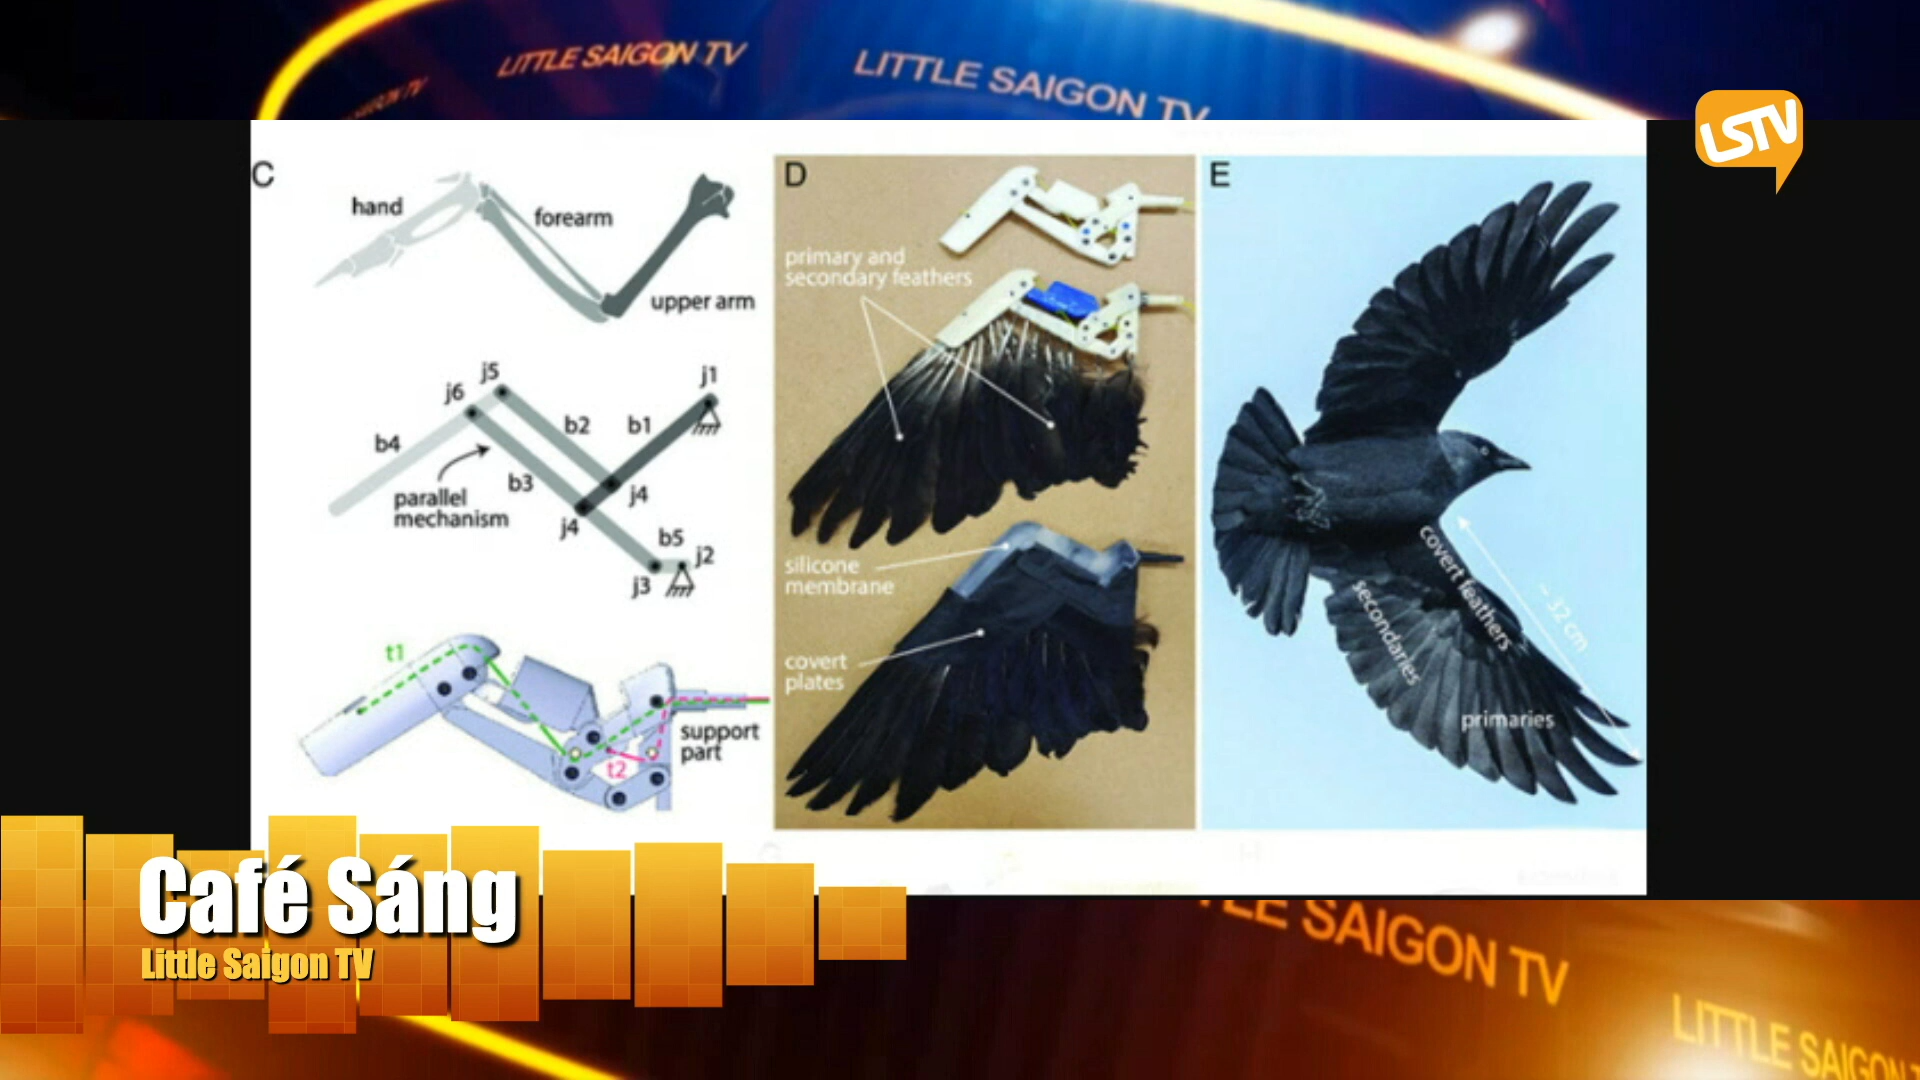 LITTLE SAIGON TV
LITTLE SAIGON TV
LSTV
C
hand
forearm
upper arm
j5
j6
j1
b4
b2
b1
b3
parallel
mechanism
j4
j4
b5
j2
j3
t1
t2
support
part
D
primary and
secondary feathers
silicone
membrane
covert
plates
E
covert feathers
~ 32 cm
secondaries
primaries
Café Sáng
Little Saigon TV
SAIGON TV
LITTLE SAIGON